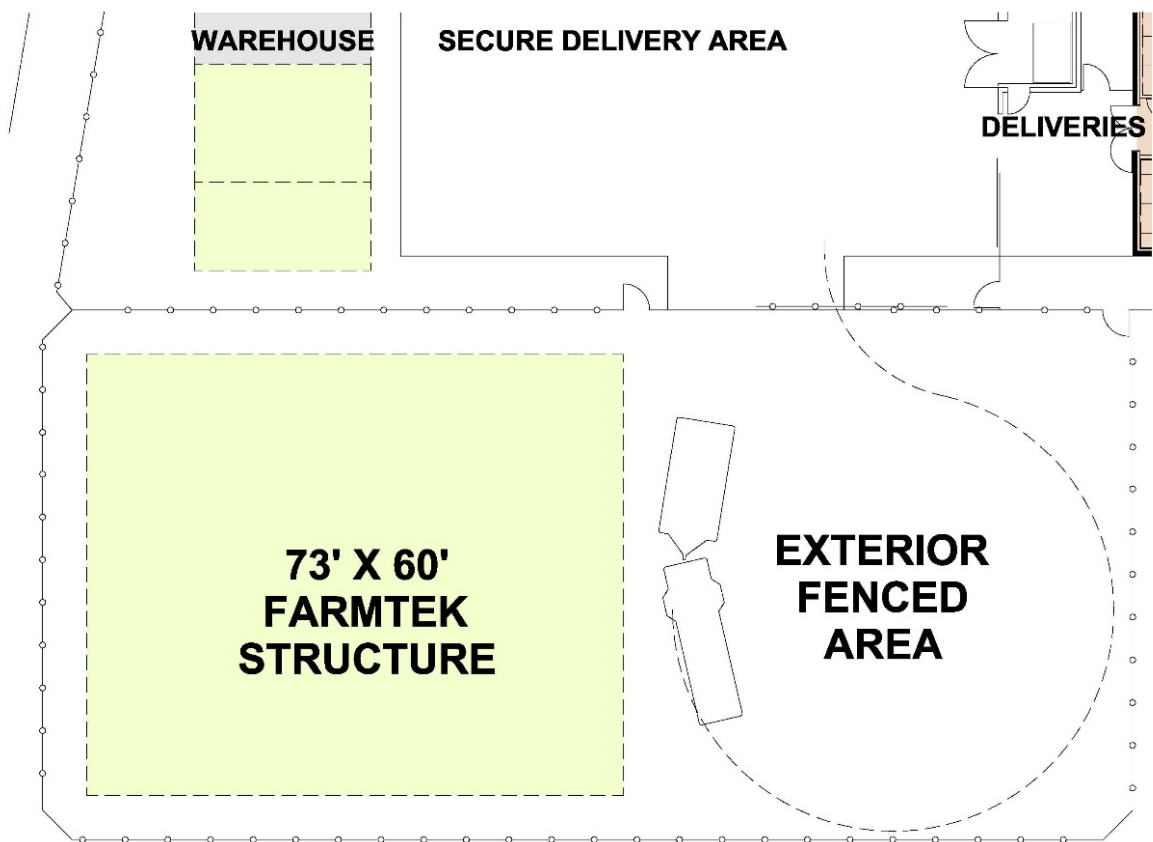 WAREHOUSE
SECURE DELIVERY AREA
DELIVERIES
73' X 60'
FARMTEK
STRUCTURE
EXTERIOR
FENCED
AREA